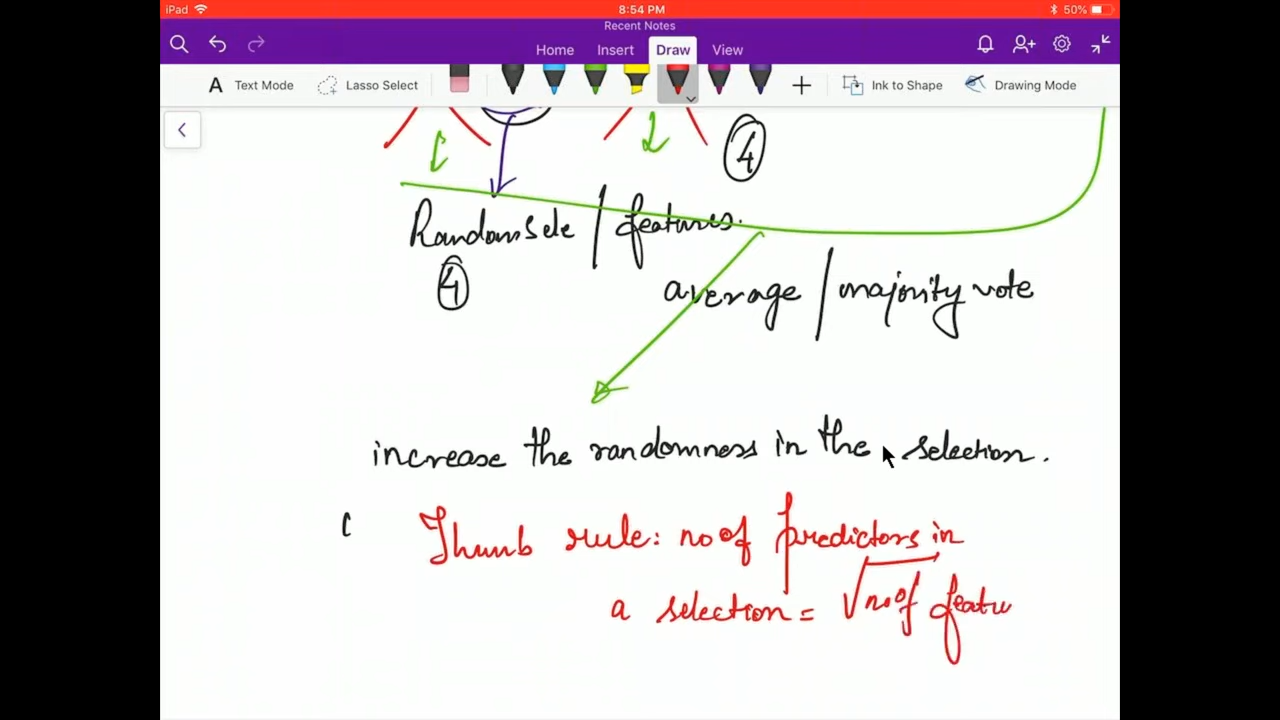 iPad 8:54 PM 50%
Recent Notes
Home Insert Draw View
A Text Mode Lasso Select Ink to Shape Drawing Mode
4
RandomSele / features.
4
average / majority vote
increase the randomness in the selection.
Thumb rule: no of predictors in
a selection = √no of featu